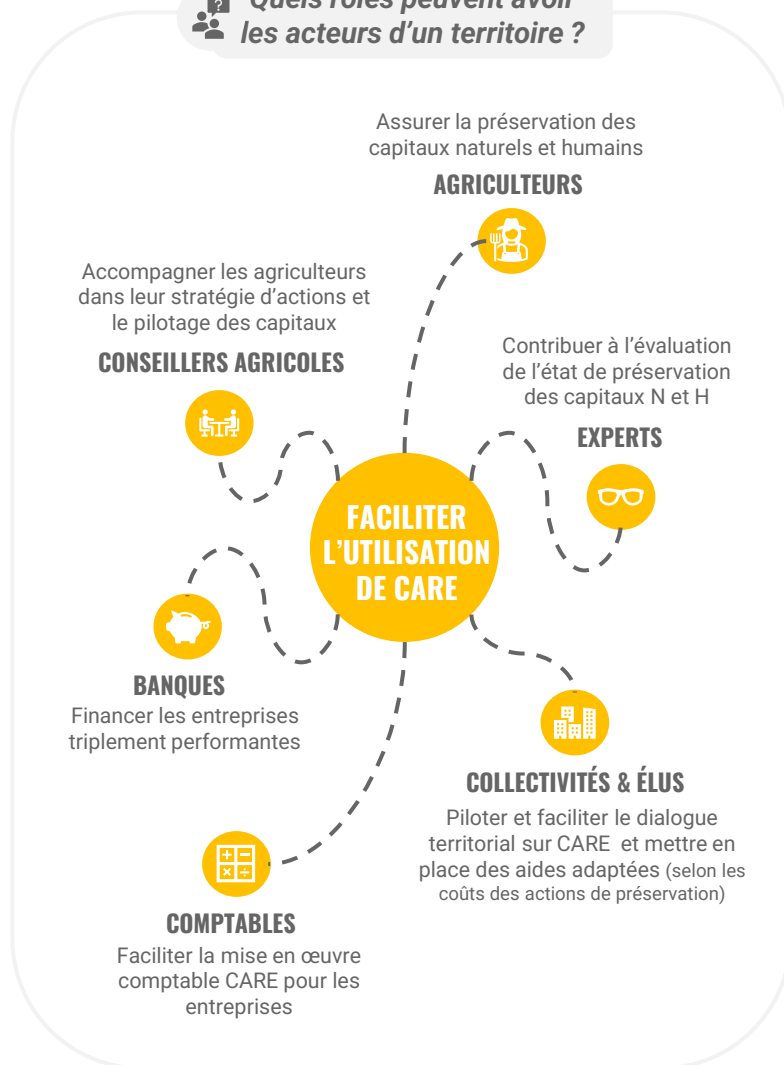 Quels rôles peuvent avoir
les acteurs d'un territoire ?
Assurer la préservation des
capitaux naturels et humains
AGRICULTEURS
Accompagner les agriculteurs
dans leur stratégie d'actions et
le pilotage des capitaux
CONSEILLERS AGRICOLES
Contribuer à l'évaluation
de l'état de préservation
des capitaux N et H
EXPERTS
FACILITER
L'UTILISATION
DE CARE
BANQUES
Financer les entreprises
triplement performantes
COLLECTIVITÉS & ÉLUS
Piloter et faciliter le dialogue
territorial sur CARE et mettre en
place des aides adaptées (selon les
coûts des actions de préservation)
COMPTABLES
Faciliter la mise en œuvre
comptable CARE pour les
entreprises